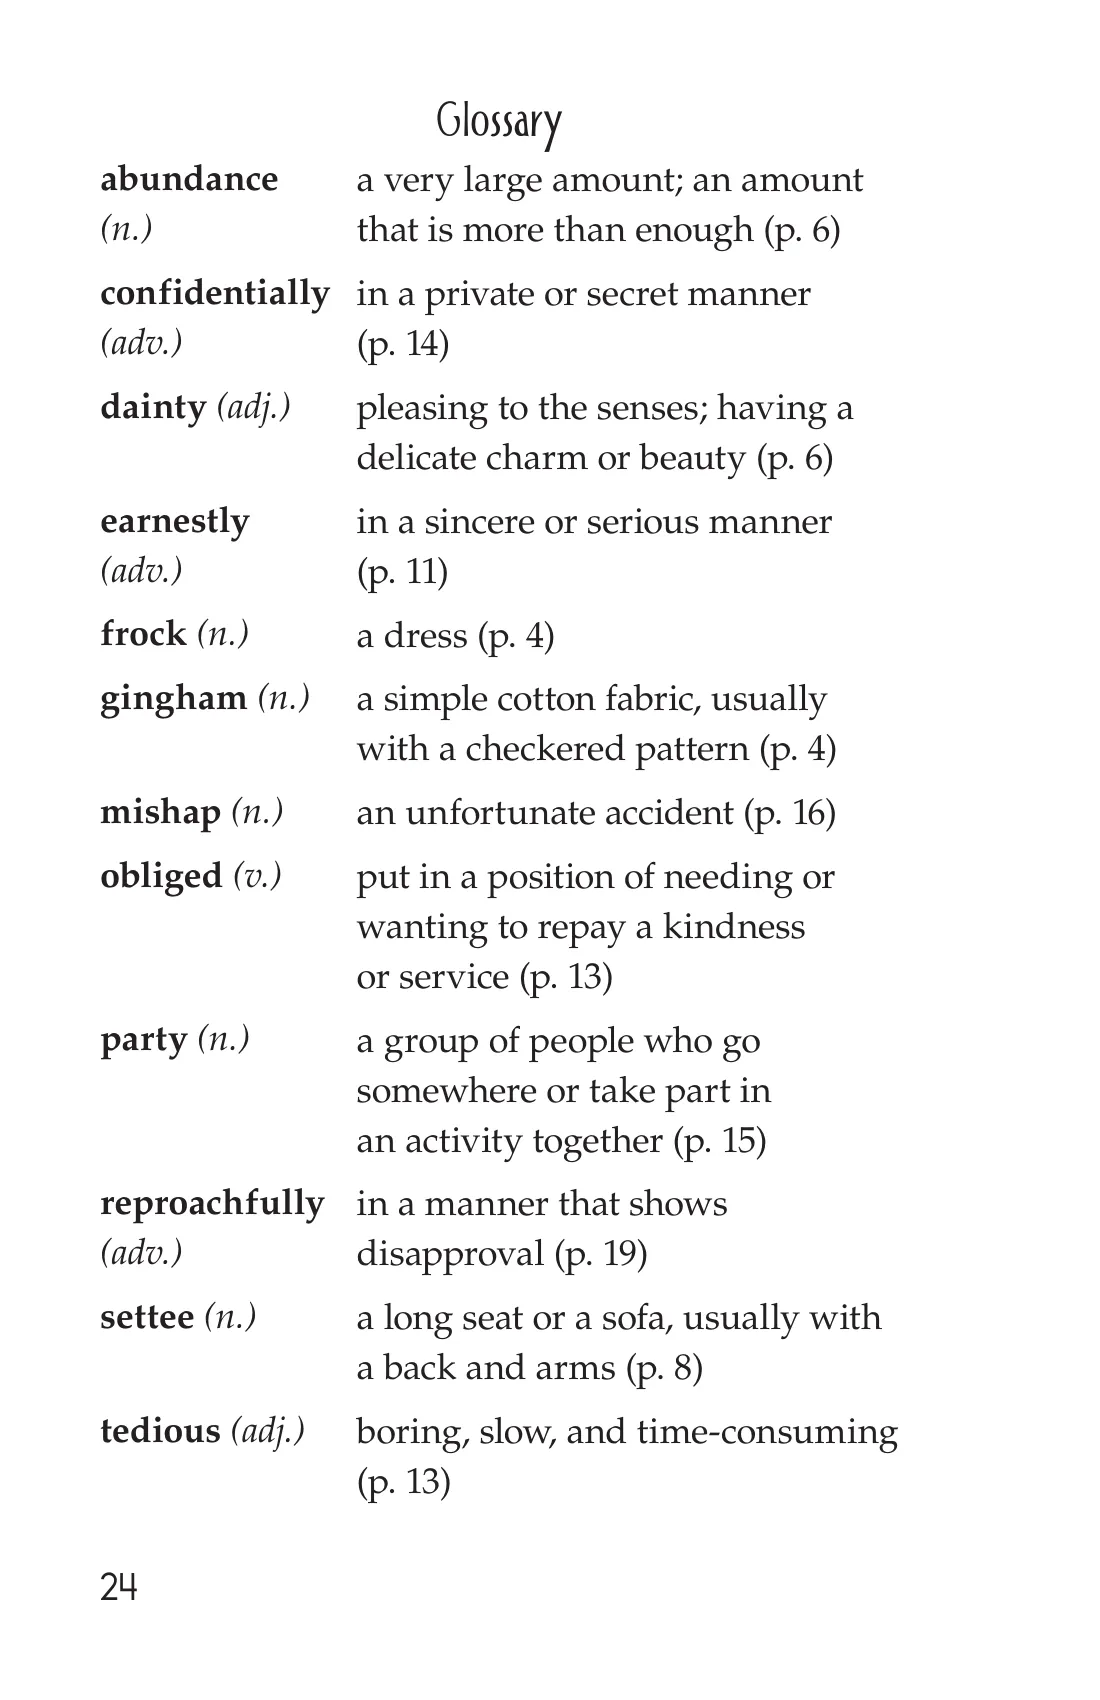 Glossary
abundance a very large amount; an amount
(n.) that is more than enough (p. 6)
confidentially in a private or secret manner
(adv.) (p. 14)
dainty (adj.) pleasing to the senses; having a
delicate charm or beauty (p. 6)
earnestly in a sincere or serious manner
(adv.) (p. 11)
frock (n.) a dress (p. 4)
gingham (n.) a simple cotton fabric, usually
with a checkered pattern (p. 4)
mishap (n.) an unfortunate accident (p. 16)
obliged (v.) put in a position of needing or
wanting to repay a kindness
or service (p. 13)
party (n.) a group of people who go
somewhere or take part in
an activity together (p. 15)
reproachfully in a manner that shows
(adv.) disapproval (p. 19)
settee (n.) a long seat or a sofa, usually with
a back and arms (p. 8)
tedious (adj.) boring, slow, and time-consuming
(p. 13)
24